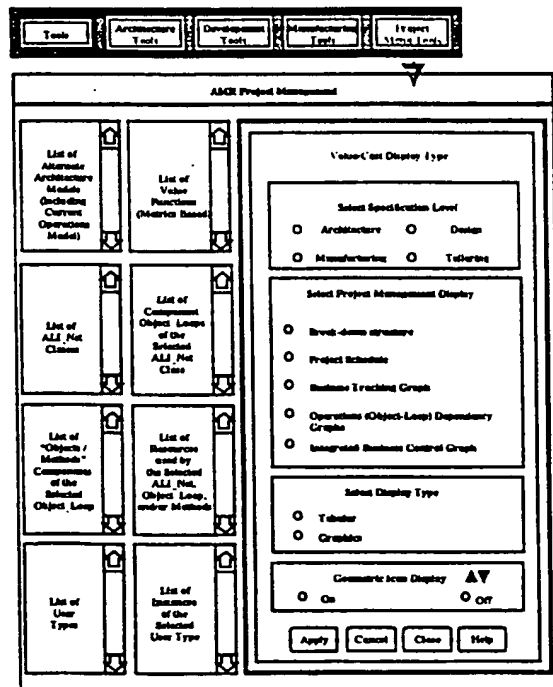 Tools
Architecture
Tools
Development
Tools
Manufacturing
Tools
Project
AMR Project Management
List of
Alternate
Architecture
Models
(Including
Current
Operations
Model)
List of
Value
Functions
(Metrics Based)
List of
ALI_Net
Classes
List of
Component
Object_Loops
of the
Selected
ALI_Net
Class
List of
"Objects /
Methods"
Components
of the
Selected
Object_Loop
List of
Resources
used by
the Selected
ALI_Net,
Object_Loop,
and/or Methods
List of
User
Types
List of
Instances
of the
Selected
User Type
Value/Cost Display Type
Select Specification Level
Architecture
Design
Manufacturing
Tailoring
Select Project Management Display
Break-down structure
Project Schedule
Business Tracking Graph
Operations (Object-Loop) Dependency
Graphs
Integrated Business Control Graph
Select Display Type
Tabular
Graphics
Geometric Icon Display
On
Off
Apply
Cancel
Close
Help